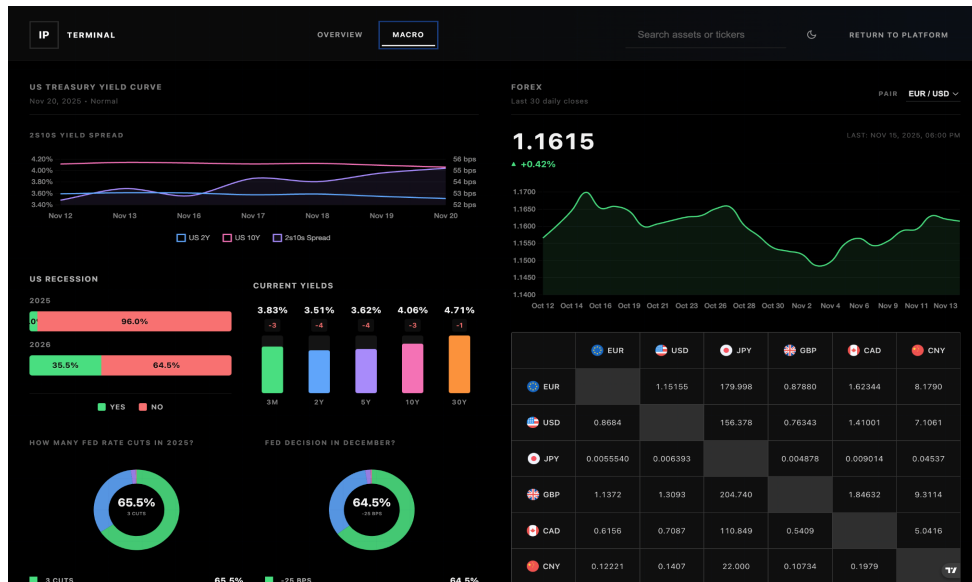 IP TERMINAL OVERVIEW MACRO Search assets or tickers RETURN TO PLATFORM
US TREASURY YIELD CURVE
Nov 20, 2025 • Normal
2S10S YIELD SPREAD
4.20%
4.00%
3.80%
3.60%
3.40%
56 bps
55 bps
54 bps
53 bps
52 bps
Nov 12 Nov 13 Nov 16 Nov 17 Nov 18 Nov 19 Nov 20
US 2Y US 10Y 2s10s Spread
US RECESSION
2025
96.0%
2026
35.5% 64.5%
YES NO
CURRENT YIELDS
3.83% 3.51% 3.62% 4.06% 4.71%
-3 -4 -4 -3 -1
3M 2Y 5Y 10Y 30Y
HOW MANY FED RATE CUTS IN 2025?
65.5%
3 CUTS
3 CUTS 65.5%
FED DECISION IN DECEMBER?
64.5%
-25 BPS
-25 BPS 64.5%
FOREX
Last 30 daily closes
PAIR EUR / USD
1.1615
▲ +0.42%
LAST: NOV 15, 2025, 06:00 PM
1.1700
1.1650
1.1600
1.1550
1.1500
1.1450
1.1400
Oct 12 Oct 14 Oct 16 Oct 19 Oct 21 Oct 23 Oct 26 Oct 28 Oct 30 Nov 2 Nov 4 Nov 6 Nov 9 Nov 11 Nov 13
EUR USD JPY GBP CAD CNY
EUR 1.15155 179.998 0.87880 1.62344 8.1790
USD 0.8684 156.378 0.76343 1.41001 7.1061
JPY 0.0055540 0.006393 0.004878 0.009014 0.04537
GBP 1.1372 1.3093 204.740 1.84632 9.3114
CAD 0.6156 0.7087 110.849 0.5409 5.0416
CNY 0.12221 0.1407 22.000 0.10734 0.1979